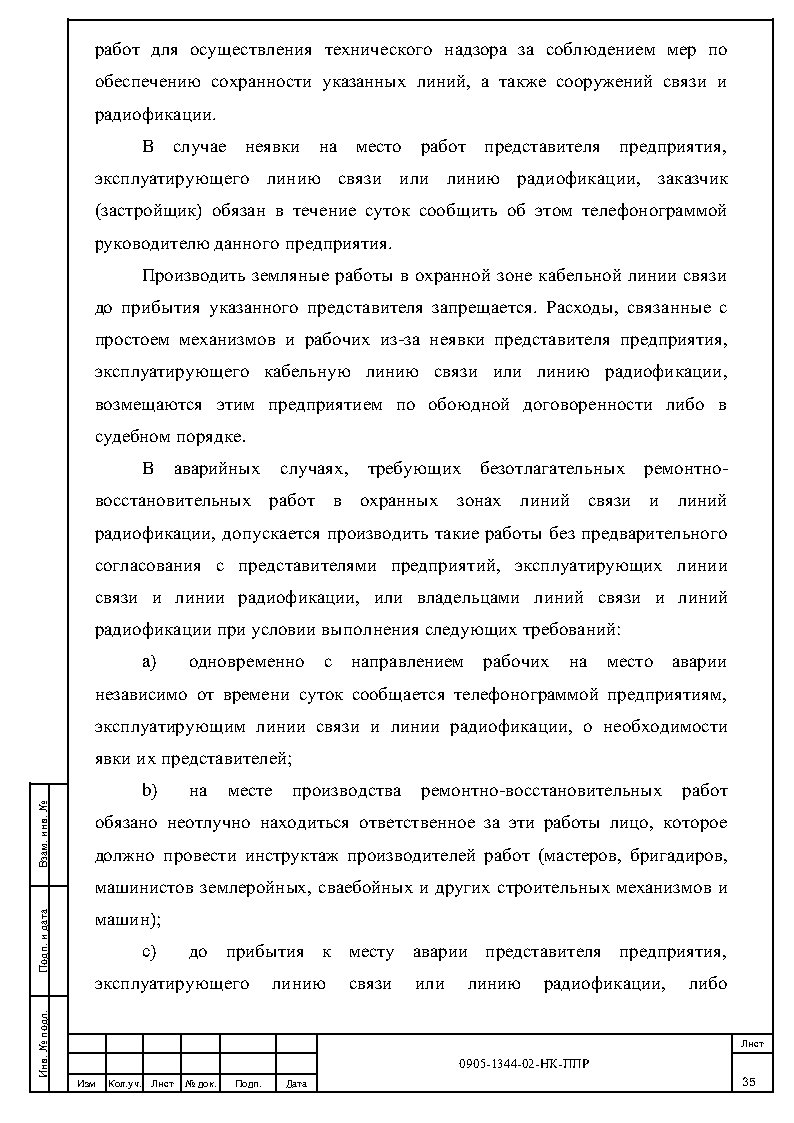 работ для осуществления технического надзора за соблюдением мер по
обеспечению сохранности указанных линий, а также сооружений связи и
радиофикации.
В случае неявки на место работ представителя предприятия,
эксплуатирующего линию связи или линию радиофикации, заказчик
(застройщик) обязан в течение суток сообщить об этом телефонограммой
руководителю данного предприятия.
Производить земляные работы в охранной зоне кабельной линии связи
до прибытия указанного представителя запрещается. Расходы, связанные с
простоем механизмов и рабочих из-за неявки представителя предприятия,
эксплуатирующего кабельную линию связи или линию радиофикации,
возмещаются этим предприятием по обоюдной договоренности либо в
судебном порядке.
В аварийных случаях, требующих безотлагательных ремонтно-
восстановительных работ в охранных зонах линий связи и линий
радиофикации, допускается производить такие работы без предварительного
согласования с представителями предприятий, эксплуатирующих линии
связи и линии радиофикации, или владельцами линий связи и линий
радиофикации при условии выполнения следующих требований:
a) одновременно с направлением рабочих на место аварии
независимо от времени суток сообщается телефонограммой предприятиям,
эксплуатирующим линии связи и линии радиофикации, о необходимости
явки их представителей;
b) на месте производства ремонтно-восстановительных работ
обязано неотлучно находиться ответственное за эти работы лицо, которое
должно провести инструктаж производителей работ (мастеров, бригадиров,
машинистов землеройных, сваебойных и других строительных механизмов и
машин);
c) до прибытия к месту аварии представителя предприятия,
эксплуатирующего линию связи или линию радиофикации, либо
Взам. инв. №
Подп. и дата
Инв. № подл.
Изм Кол.уч. Лист № док. Подп. Дата
0905-1344-02-НК-ППР
Лист
35